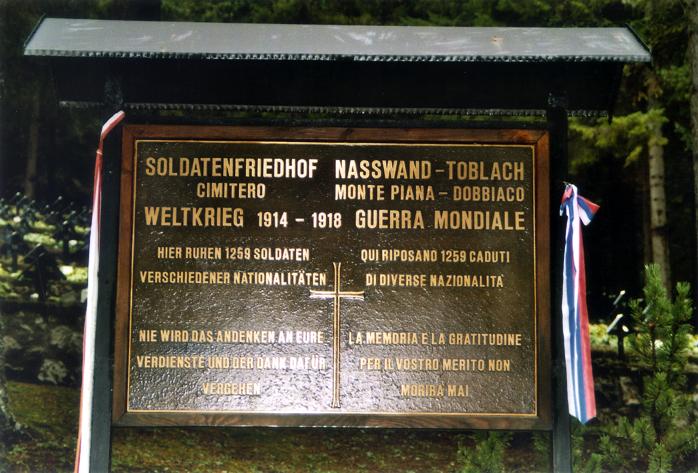 SOLDATENFRIEDHOF NASSWAND - TOBLACH
CIMITERO MONTE PIANA - DOBBIACO
WELTKRIEG 1914 - 1918 GUERRA MONDIALE
HIER RUHEN 1259 SOLDATEN
VERSCHIEDENER NATIONALITÄTEN
QUI RIPOSANO 1259 CADUTI
DI DIVERSE NAZIONALITA'
NIE WIRD DAS ANDENKEN AN EURE
VERDIENSTE UND DER DANK DAFÜR
VERGEHEN
LA MEMORIA E LA GRATITUDINE
PER IL VOSTRO MERITO NON
MORIRA MAI